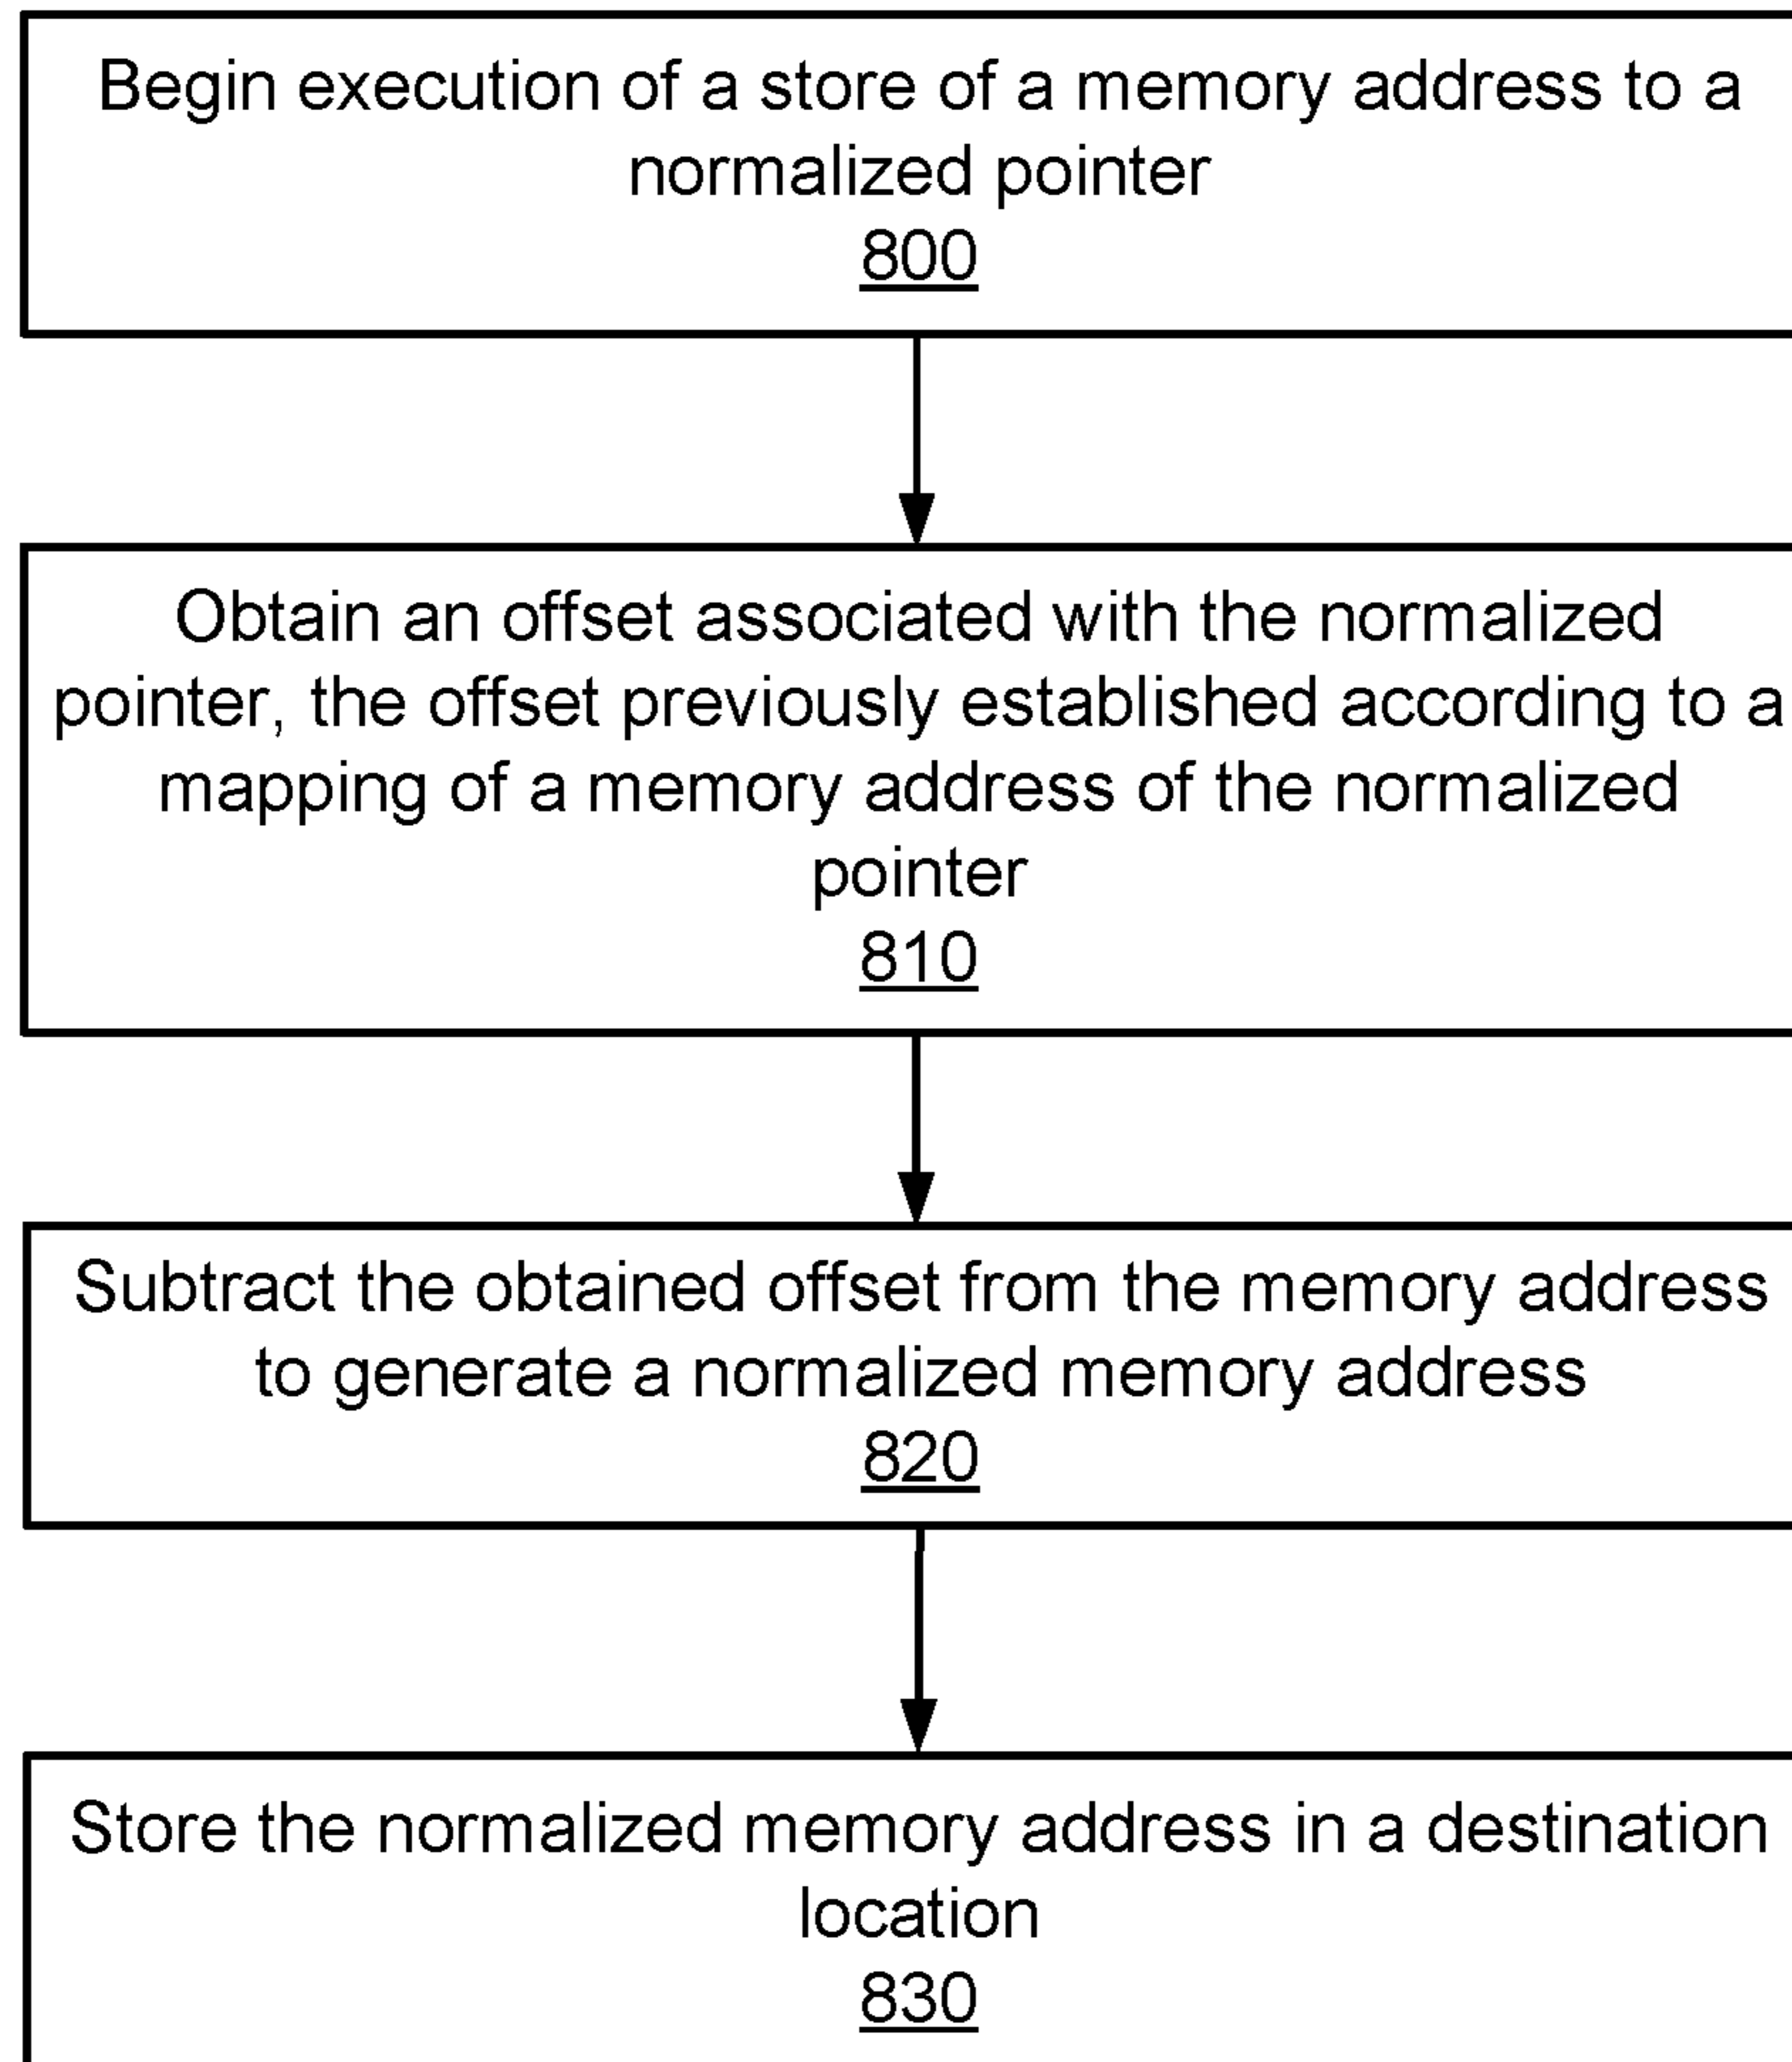 Begin execution of a store of a memory address to a
normalized pointer
800
Obtain an offset associated with the normalized
pointer, the offset previously established according to a
mapping of a memory address of the normalized
pointer
810
Subtract the obtained offset from the memory address
to generate a normalized memory address
820
Store the normalized memory address in a destination
location
830